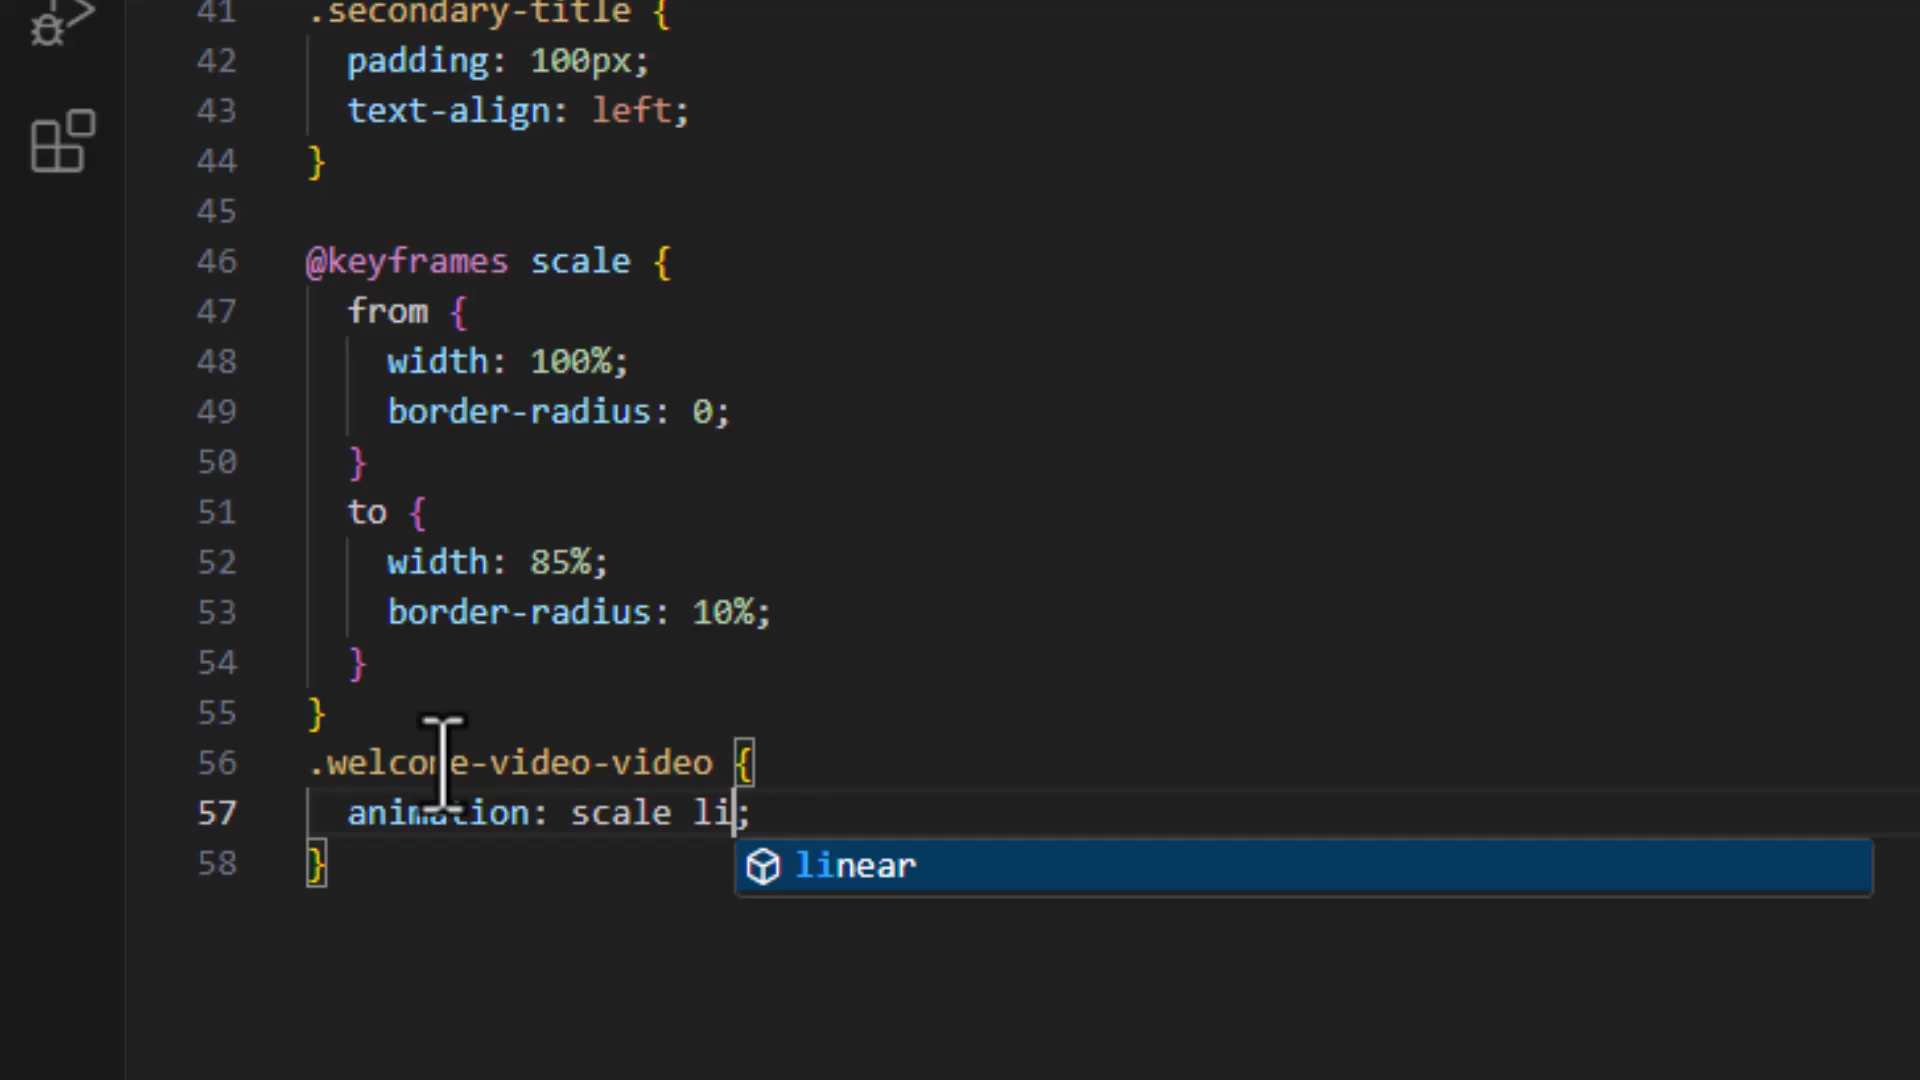 41 .secondary-title {
42 padding: 100px;
43 text-align: left;
44 }
45
46 @keyframes scale {
47 from {
48 width: 100%;
49 border-radius: 0;
50 }
51 to {
52 width: 85%;
53 border-radius: 10%;
54 }
55 }
56 .welcome-video-video {
57 animation: scale li;
58 }
linear